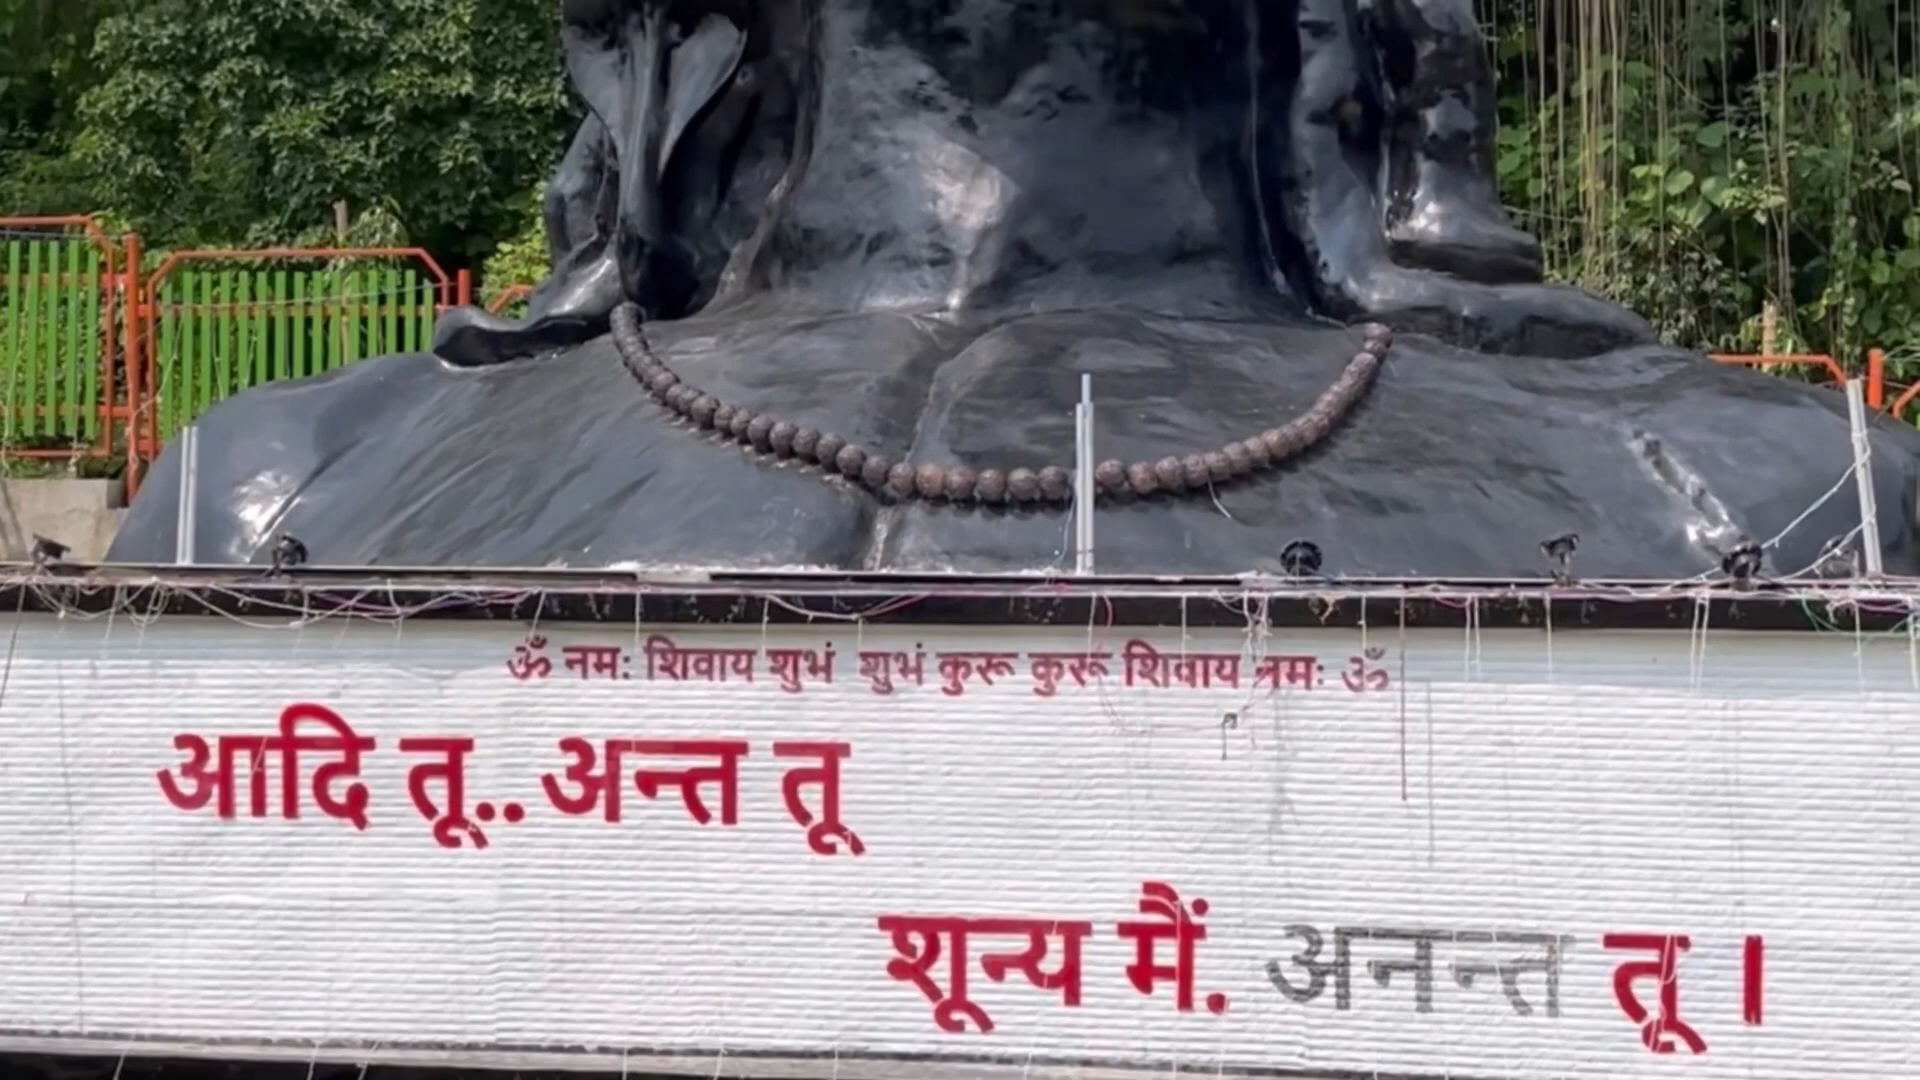 ॐ नमः शिवाय शुभं शुभं कुरू कुरू शिवाय नमः ॐ
आदि तू..अन्त तू
शून्य मैं. अनन्त तू ।